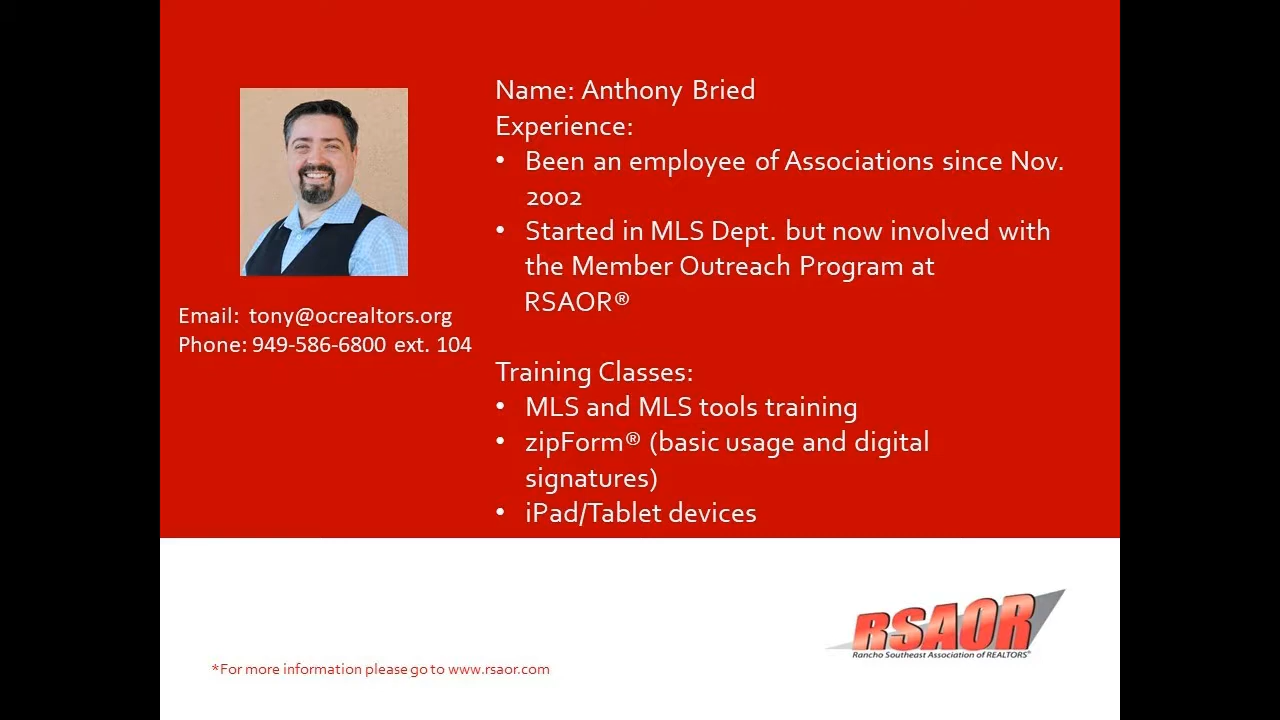 Name: Anthony Bried
Experience:
• Been an employee of Associations since Nov.
2002
• Started in MLS Dept. but now involved with
the Member Outreach Program at
RSAOR®
Email: tony@ocrealtors.org
Phone: 949-586-6800 ext. 104
Training Classes:
• MLS and MLS tools training
• zipForm® (basic usage and digital
signatures)
• iPad/Tablet devices
RSAOR
Rancho Southeast Association of REALTORS®
*For more information please go to www.rsaor.com